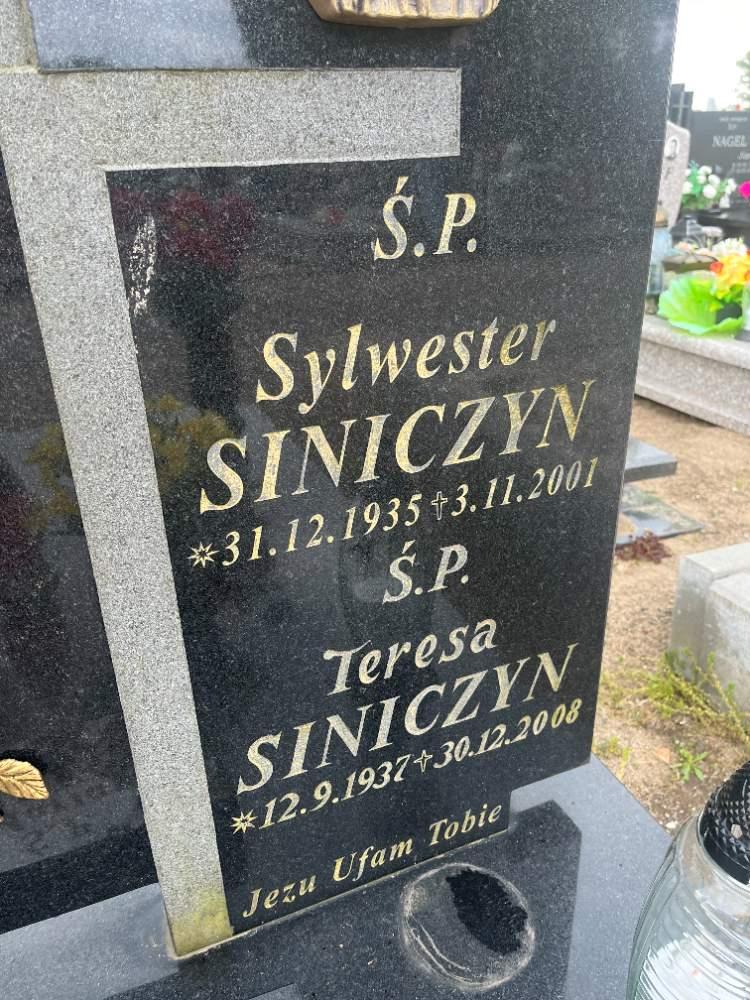 Ś.P.
Sylwester
SINICZYN
*31.12.1935 ✝ 3.11.2001
Ś.P.
Teresa
SINICZYN
*12.9.1937 ✝ 30.12.2008
Jezu Ufam Tobie
NAGEL